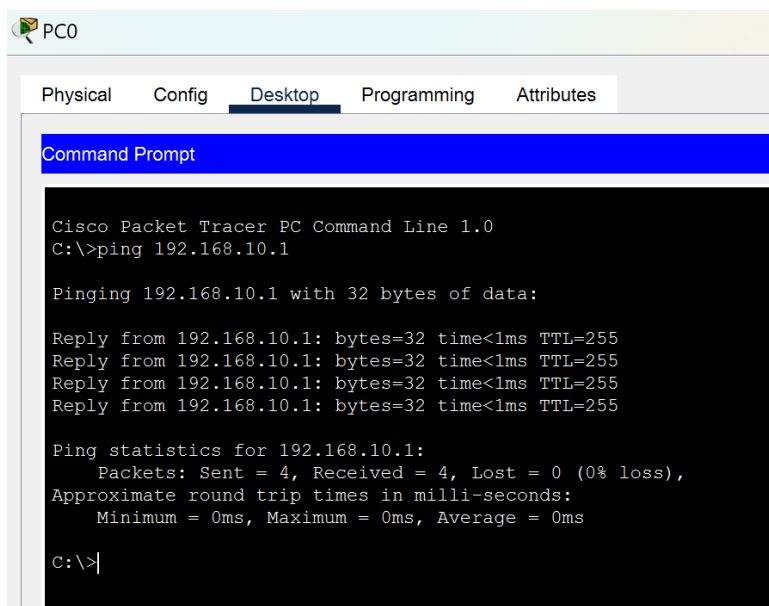 PC0
Physical Config Desktop Programming Attributes
Command Prompt
Cisco Packet Tracer PC Command Line 1.0
C:\>ping 192.168.10.1
Pinging 192.168.10.1 with 32 bytes of data:
Reply from 192.168.10.1: bytes=32 time<1ms TTL=255
Reply from 192.168.10.1: bytes=32 time<1ms TTL=255
Reply from 192.168.10.1: bytes=32 time<1ms TTL=255
Reply from 192.168.10.1: bytes=32 time<1ms TTL=255
Ping statistics for 192.168.10.1:
    Packets: Sent = 4, Received = 4, Lost = 0 (0% loss),
Approximate round trip times in milli-seconds:
    Minimum = 0ms, Maximum = 0ms, Average = 0ms
C:\>